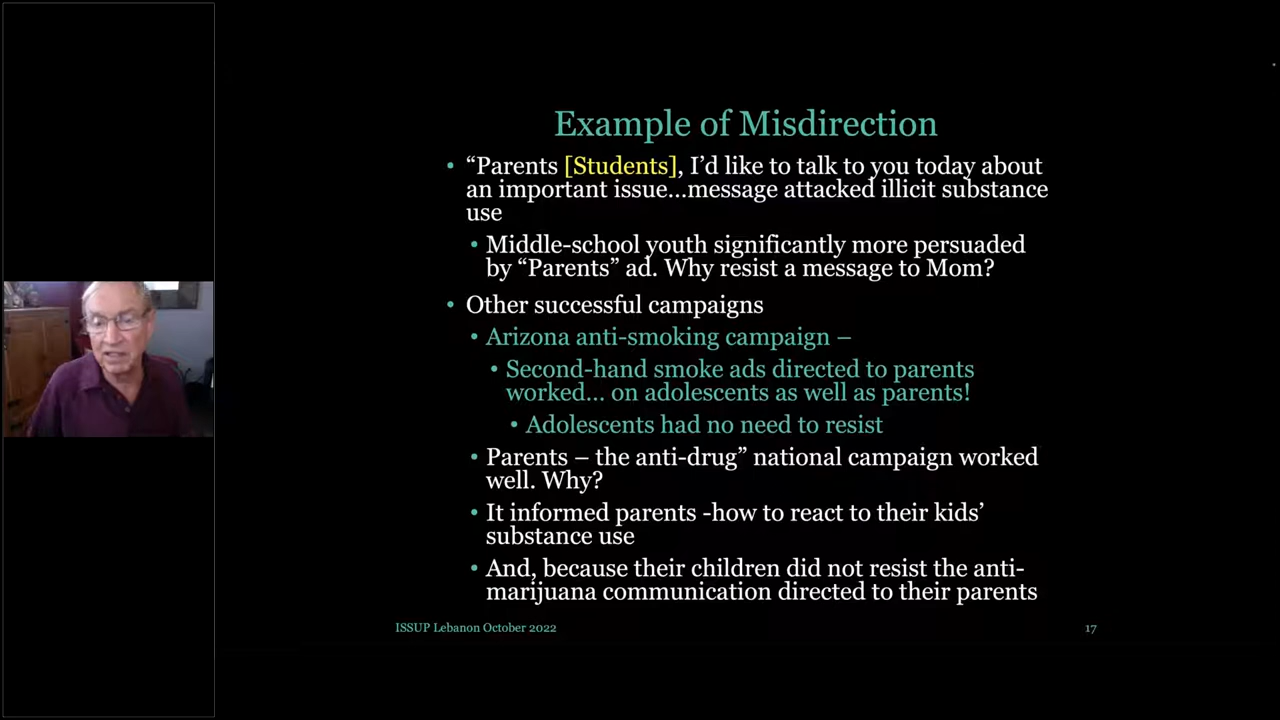 Example of Misdirection
• “Parents [Students], I’d like to talk to you today about
an important issue…message attacked illicit substance
use
• Middle-school youth significantly more persuaded
by “Parents” ad. Why resist a message to Mom?
• Other successful campaigns
• Arizona anti-smoking campaign –
• Second-hand smoke ads directed to parents
worked… on adolescents as well as parents!
• Adolescents had no need to resist
• Parents – the anti-drug” national campaign worked
well. Why?
• It informed parents -how to react to their kids’
substance use
• And, because their children did not resist the anti-
marijuana communication directed to their parents
ISSUP Lebanon October 2022
17